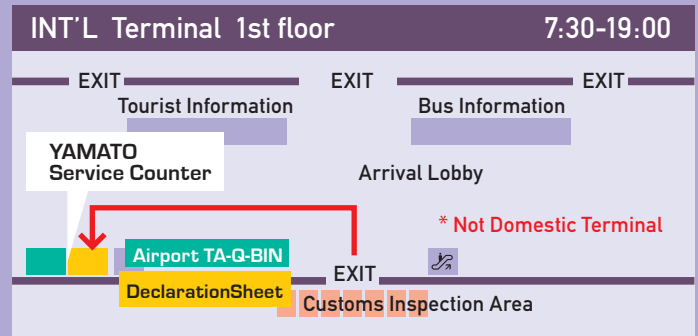 INT'L Terminal 1st floor 7:30-19:00
EXIT EXIT EXIT
Tourist Information Bus Information
YAMATO
Service Counter
Arrival Lobby
* Not Domestic Terminal
Airport TA-Q-BIN
EXIT
DeclarationSheet
Customs Inspection Area